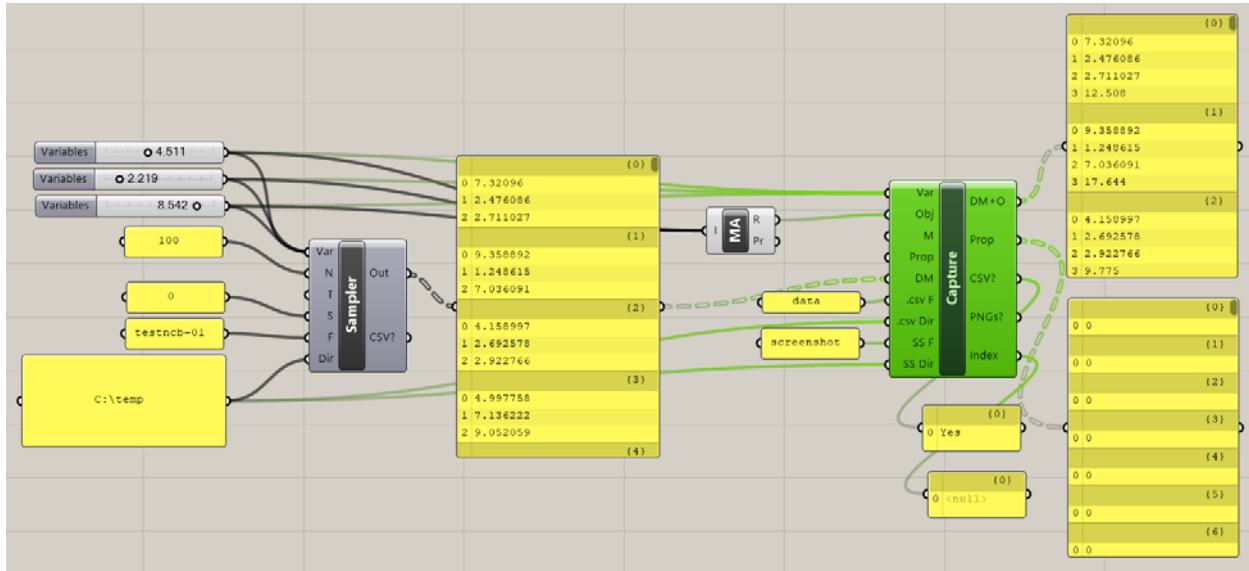 Variables 4.511
Variables 2.219
Variables 8.542
100
0
testncb-01
C:\temp
Var
N
T
S
F
Dir
Sampler
Out
CSV?
{0}
0 7.32096
1 2.476086
2 2.711027
{1}
0 9.358892
1 1.248615
2 7.036091
{2}
0 4.158997
1 2.692578
2 2.922766
{3}
0 4.997758
1 7.136222
2 9.052059
{4}
I
MA
R
Pr
data
screenshot
Var
Obj
M
Prop
DM
.csv F
.csv Dir
SS F
SS Dir
Capture
DM+O
Prop
CSV?
PNGs?
Index
{0}
0 Yes
{0}
0 <null>
{0}
0 7.32096
1 2.476086
2 2.711027
3 12.508
{1}
0 9.358892
1 1.248615
2 7.036091
3 17.644
{2}
0 4.158997
1 2.692578
2 2.922766
3 9.775
{0}
0 0
{1}
0 0
{2}
0 0
{3}
0 0
{4}
0 0
{5}
0 0
{6}
0 0